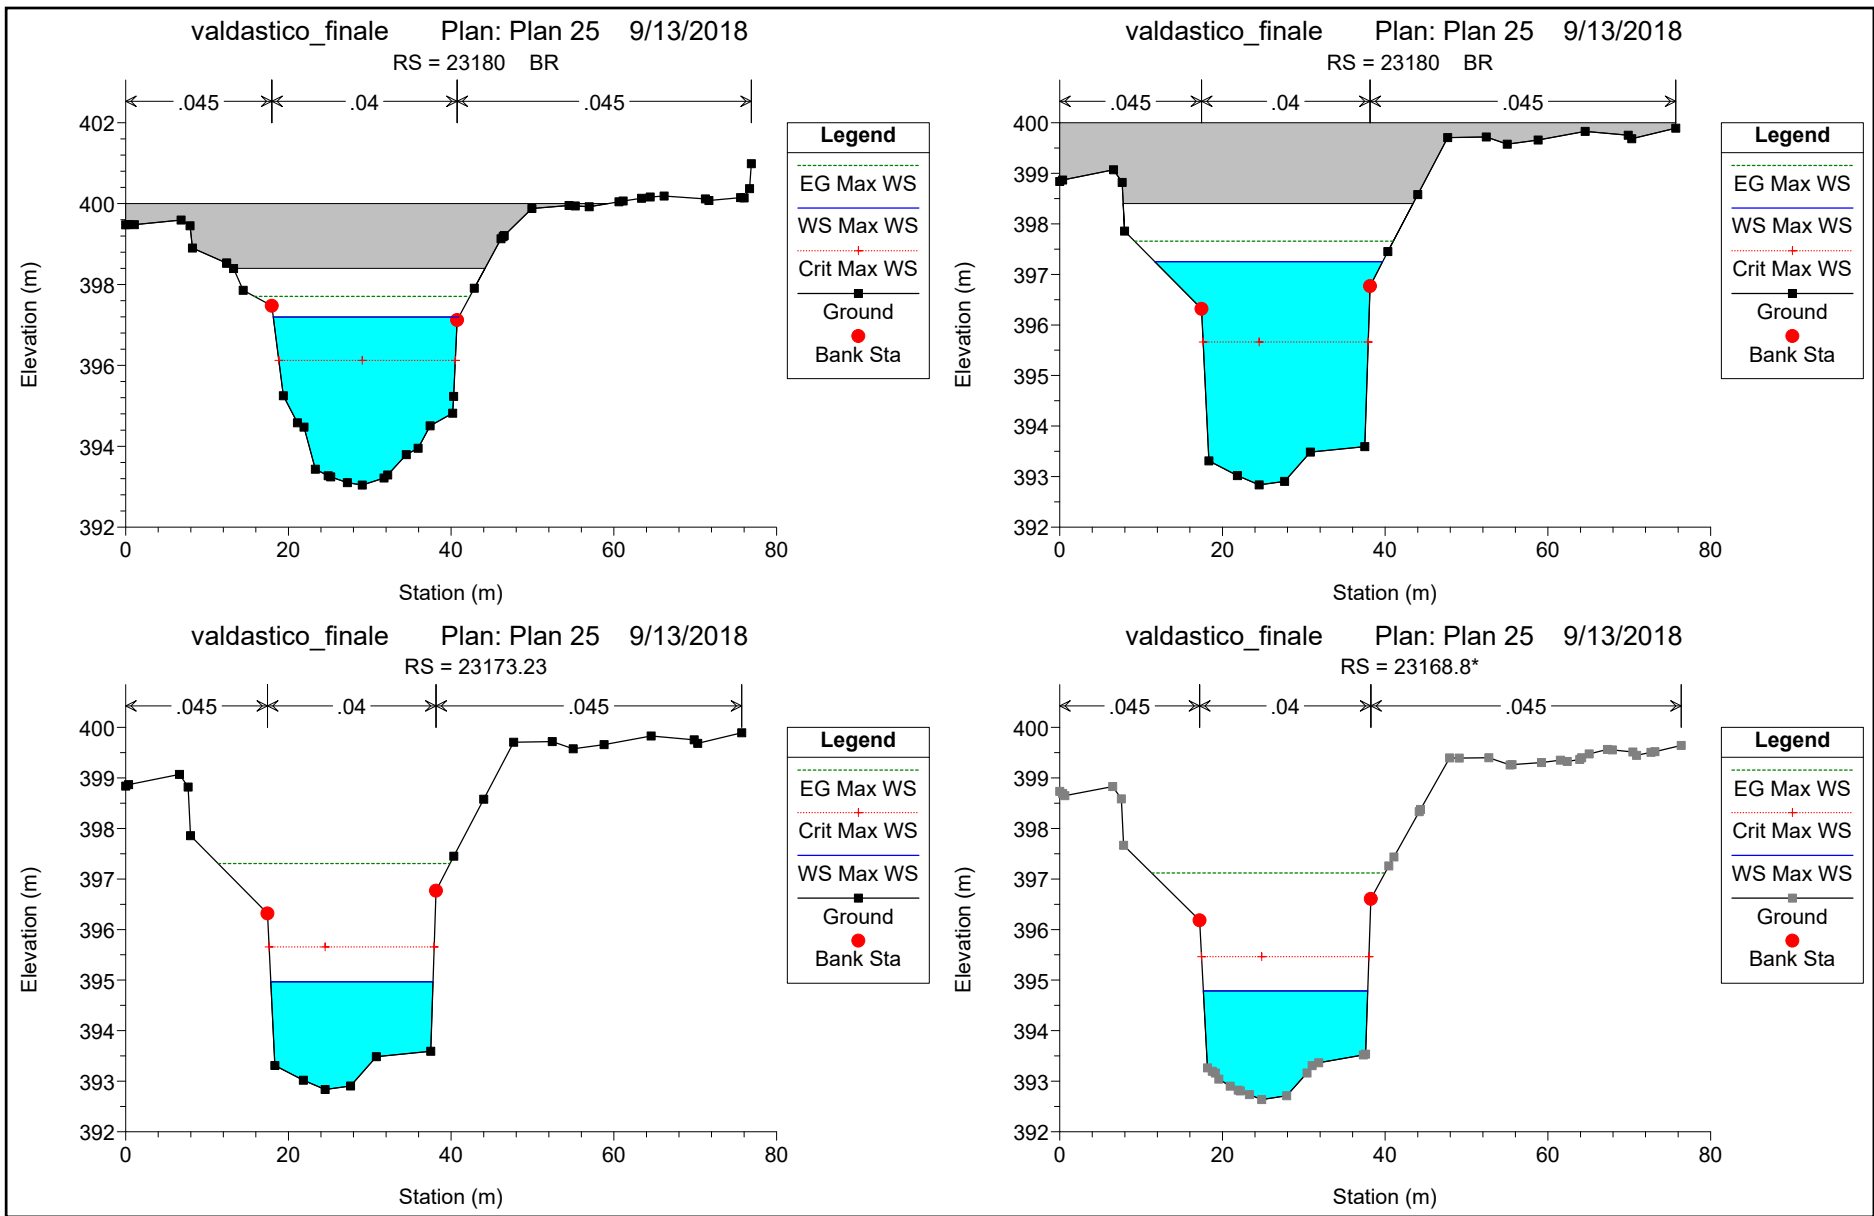 valdastico_finale Plan: Plan 25 9/13/2018
RS = 23180 BR
.045 .04 .045
402
400
398
396
394
392
Elevation (m)
0 20 40 60 80
Station (m)
Legend
EG Max WS
WS Max WS
Crit Max WS
Ground
Bank Sta
valdastico_finale Plan: Plan 25 9/13/2018
RS = 23180 BR
.045 .04 .045
400
399
398
397
396
395
394
393
392
Elevation (m)
0 20 40 60 80
Station (m)
Legend
EG Max WS
WS Max WS
Crit Max WS
Ground
Bank Sta
valdastico_finale Plan: Plan 25 9/13/2018
RS = 23173.23
.045 .04 .045
400
399
398
397
396
395
394
393
392
Elevation (m)
0 20 40 60 80
Station (m)
Legend
EG Max WS
Crit Max WS
WS Max WS
Ground
Bank Sta
valdastico_finale Plan: Plan 25 9/13/2018
RS = 23168.8*
.045 .04 .045
400
399
398
397
396
395
394
393
392
Elevation (m)
0 20 40 60 80
Station (m)
Legend
EG Max WS
Crit Max WS
WS Max WS
Ground
Bank Sta